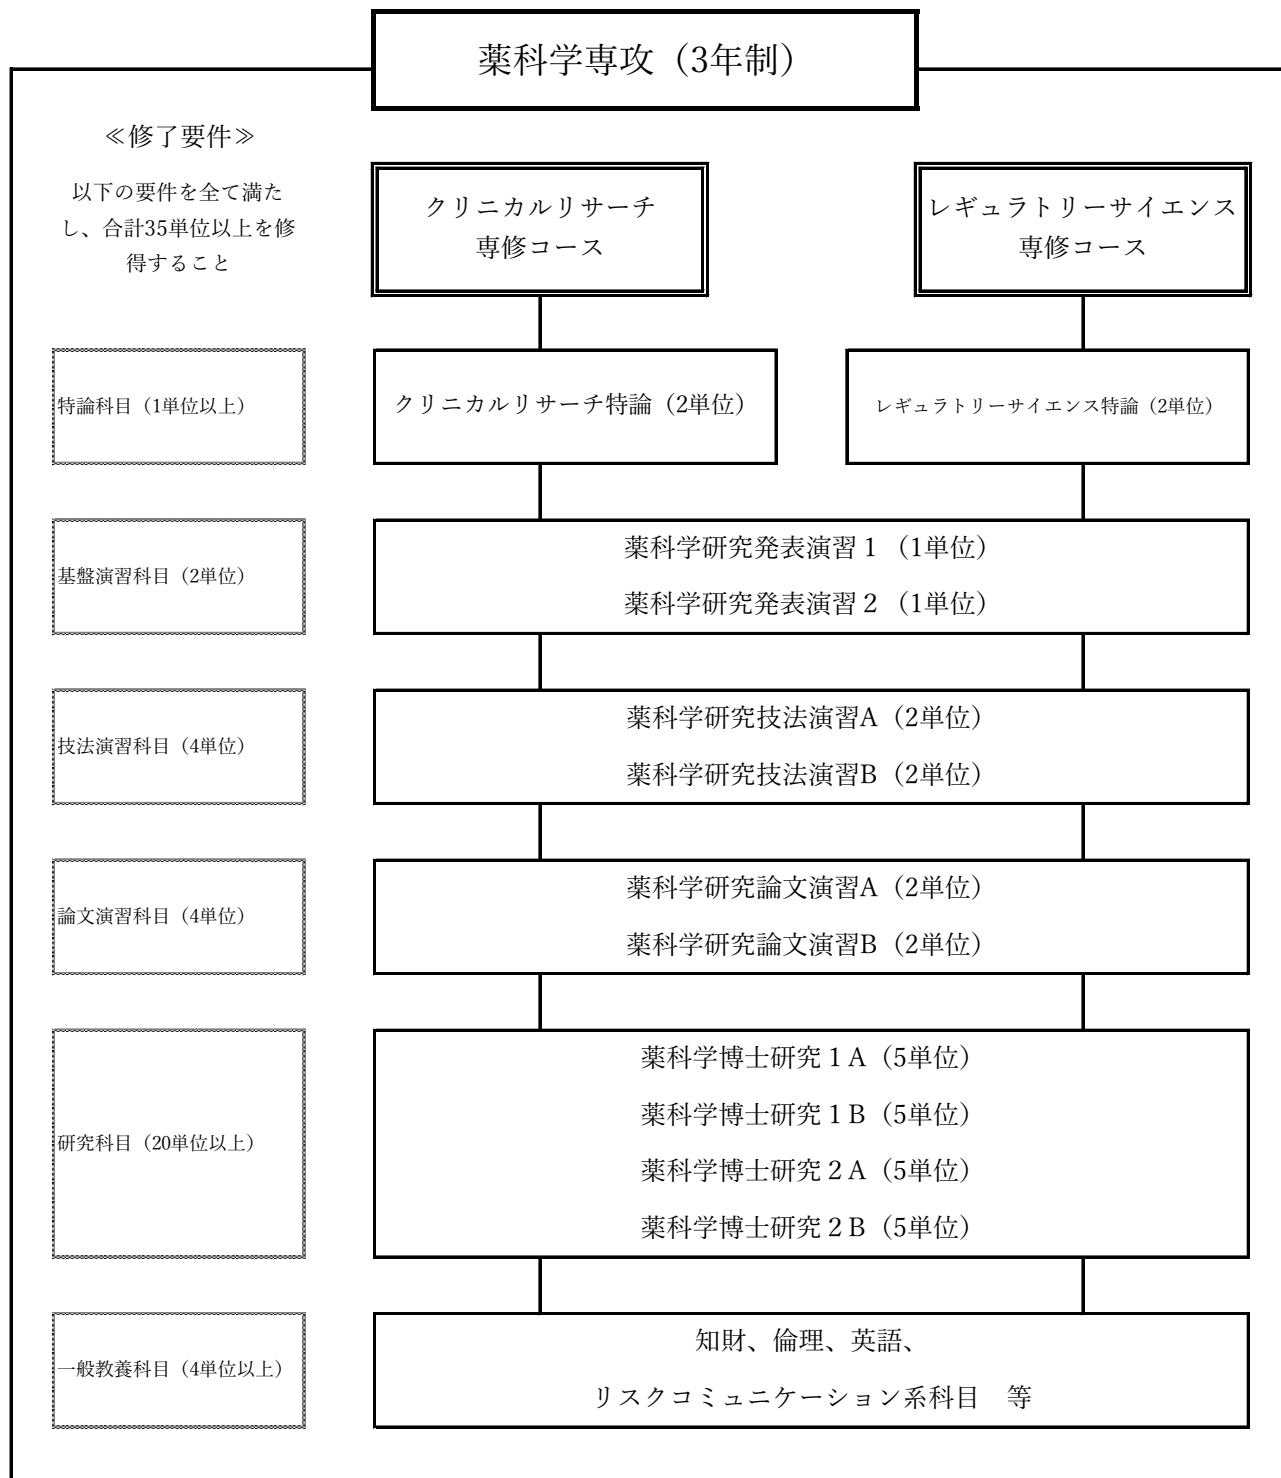 薬科学専攻（3年制）
≪修了要件≫
以下の要件を全て満た
し、合計35単位以上を修
得すること
クリニカルリサーチ
専修コース
レギュラトリーサイエンス
専修コース
特論科目（1単位以上）
クリニカルリサーチ特論（2単位）
レギュラトリーサイエンス特論（2単位）
基盤演習科目（2単位）
薬科学研究発表演習１（1単位）
薬科学研究発表演習２（1単位）
技法演習科目（4単位）
薬科学研究技法演習A（2単位）
薬科学研究技法演習B（2単位）
論文演習科目（4単位）
薬科学研究論文演習A（2単位）
薬科学研究論文演習B（2単位）
研究科目（20単位以上）
薬科学博士研究１A（5単位）
薬科学博士研究１B（5単位）
薬科学博士研究２A（5単位）
薬科学博士研究２B（5単位）
一般教養科目（4単位以上）
知財、倫理、英語、
リスクコミュニケーション系科目　等